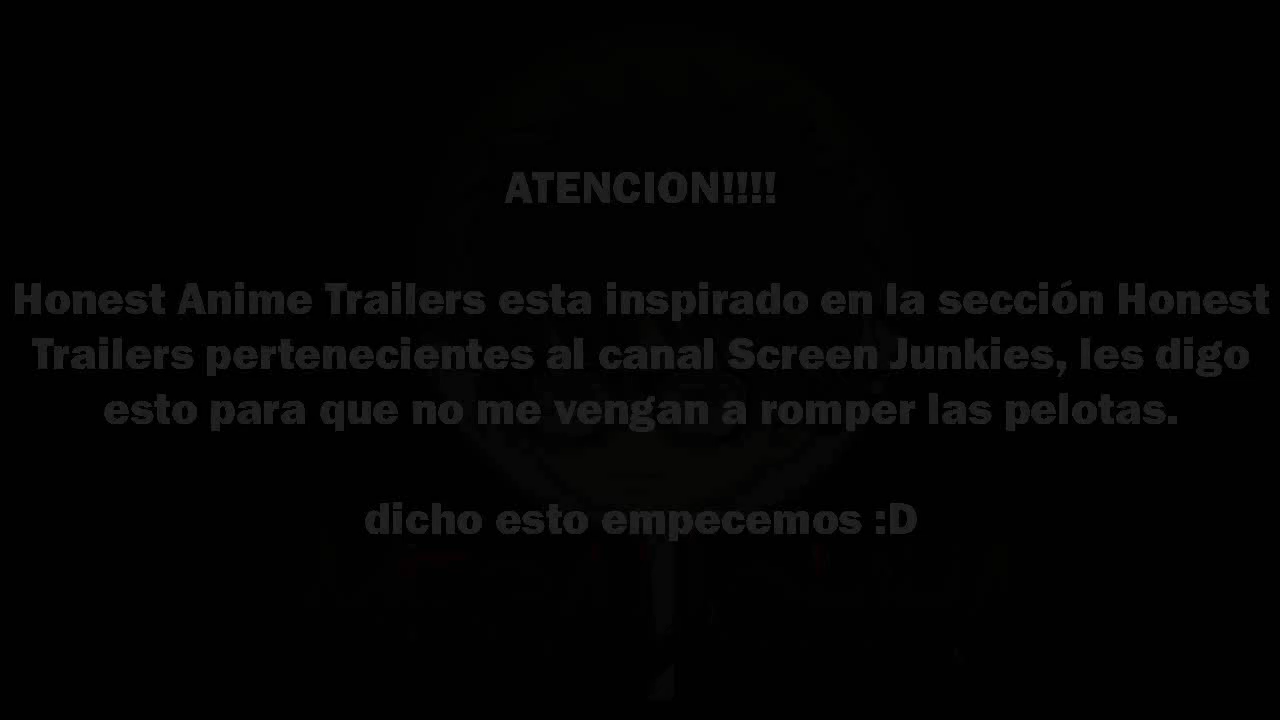 ATENCION!!!!
Honest Anime Trailers esta inspirado en la sección Honest
Trailers pertenecientes al canal Screen Junkies, les digo
esto para que no me vengan a romper las pelotas.
dicho esto empecemos :D